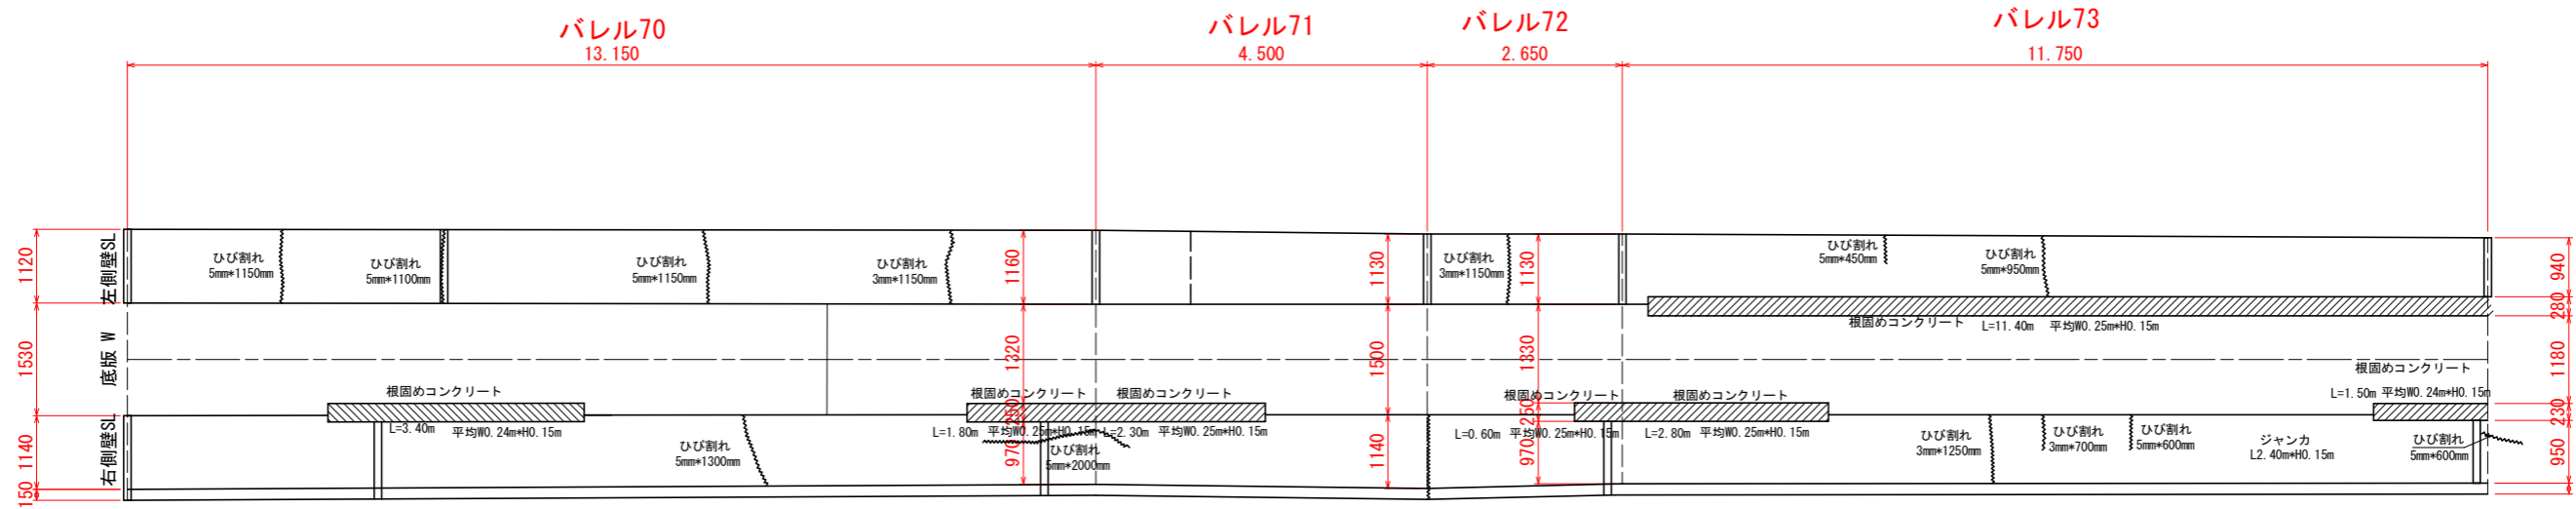 バレル70
バレル71
バレル72
バレル73
13.150
4.500
2.650
11.750
1120
左側壁SL
ひび割れ
5mm*1150mm
ひび割れ
5mm*1100mm
ひび割れ
5mm*1150mm
ひび割れ
3mm*1150mm
1160
1130
ひび割れ
3mm*1150mm
1130
ひび割れ
5mm*450mm
ひび割れ
5mm*950mm
940
280
根固めコンクリート L=11.40m 平均W0.25m*H0.15m
1530
底版 W
1320
1500
1330
1180
根固めコンクリート
L=1.50m 平均W0.24m*H0.15m
根固めコンクリート
L=3.40m 平均W0.24m*H0.15m
根固めコンクリート
L=1.80m 平均W0.25m*H0.15m
根固めコンクリート
L=2.30m 平均W0.25m*H0.15m
根固めコンクリート
L=0.60m 平均W0.25m*H0.15m
根固めコンクリート
L=2.80m 平均W0.25m*H0.15m
250
250
230
1140
右側壁SL
ひび割れ
5mm*1300mm
970
ひび割れ
5mm*2000mm
1140
970
ひび割れ
3mm*1250mm
ひび割れ
3mm*700mm
ひび割れ
5mm*600mm
ジャンカ
L2.40m*H0.15m
ひび割れ
5mm*600mm
950
150